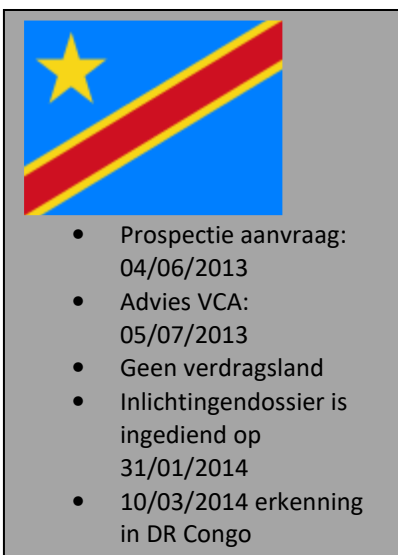 • Prospectie aanvraag:
04/06/2013
• Advies VCA:
05/07/2013
• Geen verdragsland
• Inlichtingendossier is
ingediend op
31/01/2014
• 10/03/2014 erkenning
in DR Congo